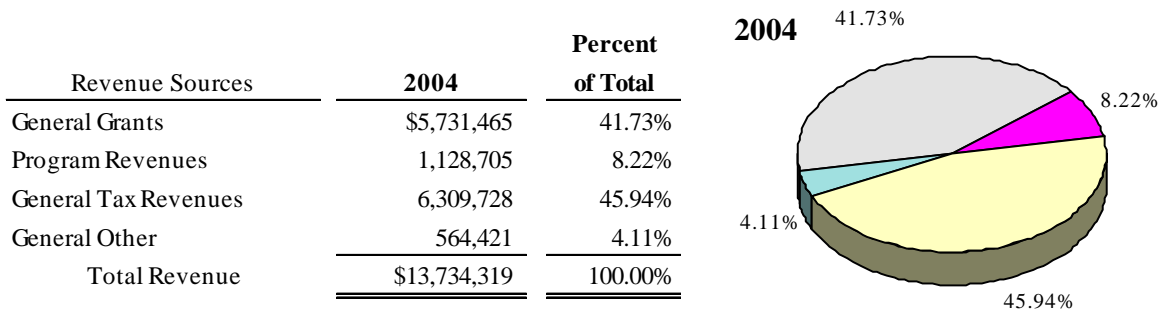 Percent
Revenue Sources 2004 of Total
General Grants $5,731,465 41.73%
Program Revenues 1,128,705 8.22%
General Tax Revenues 6,309,728 45.94%
General Other 564,421 4.11%
Total Revenue $13,734,319 100.00%
2004
41.73%
8.22%
4.11%
45.94%